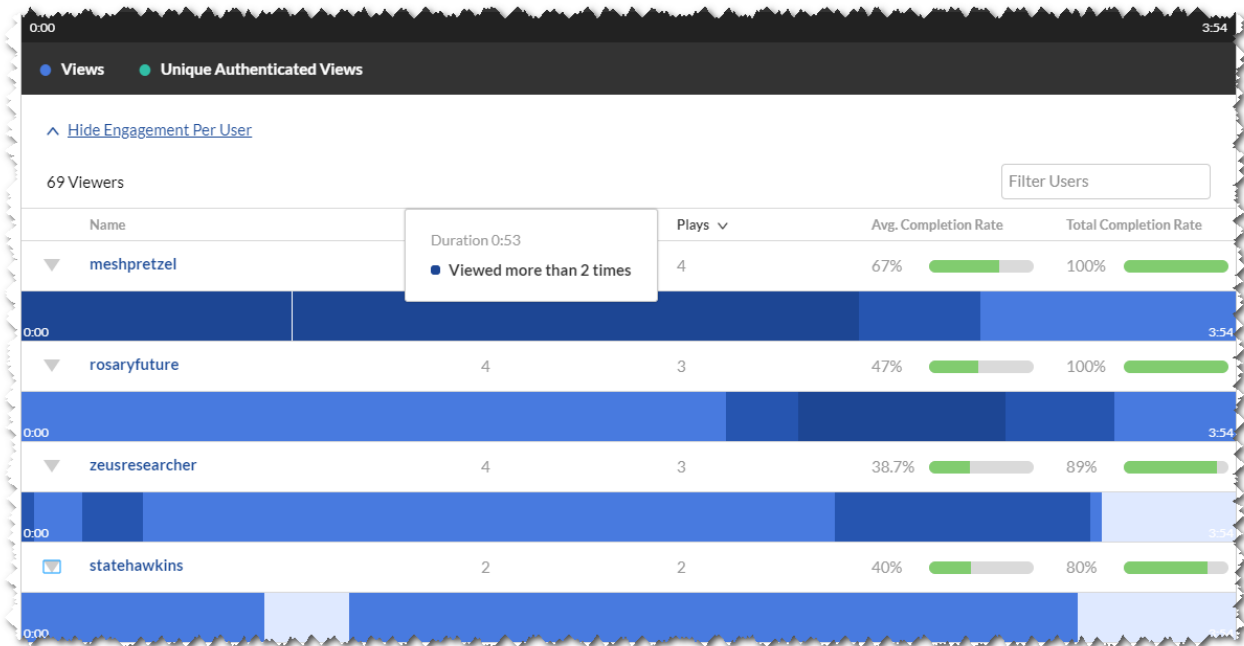 0:00 3:54
Views Unique Authenticated Views
Hide Engagement Per User
69 Viewers Filter Users
Name Plays Avg. Completion Rate Total Completion Rate
Duration 0:53
Viewed more than 2 times
meshpretzel 4 67% 100%
0:00 3:54
rosaryfuture 4 3 47% 100%
0:00 3:54
zeusresearcher 4 3 38.7% 89%
0:00 3:54
statehawkins 2 2 40% 80%
0:00